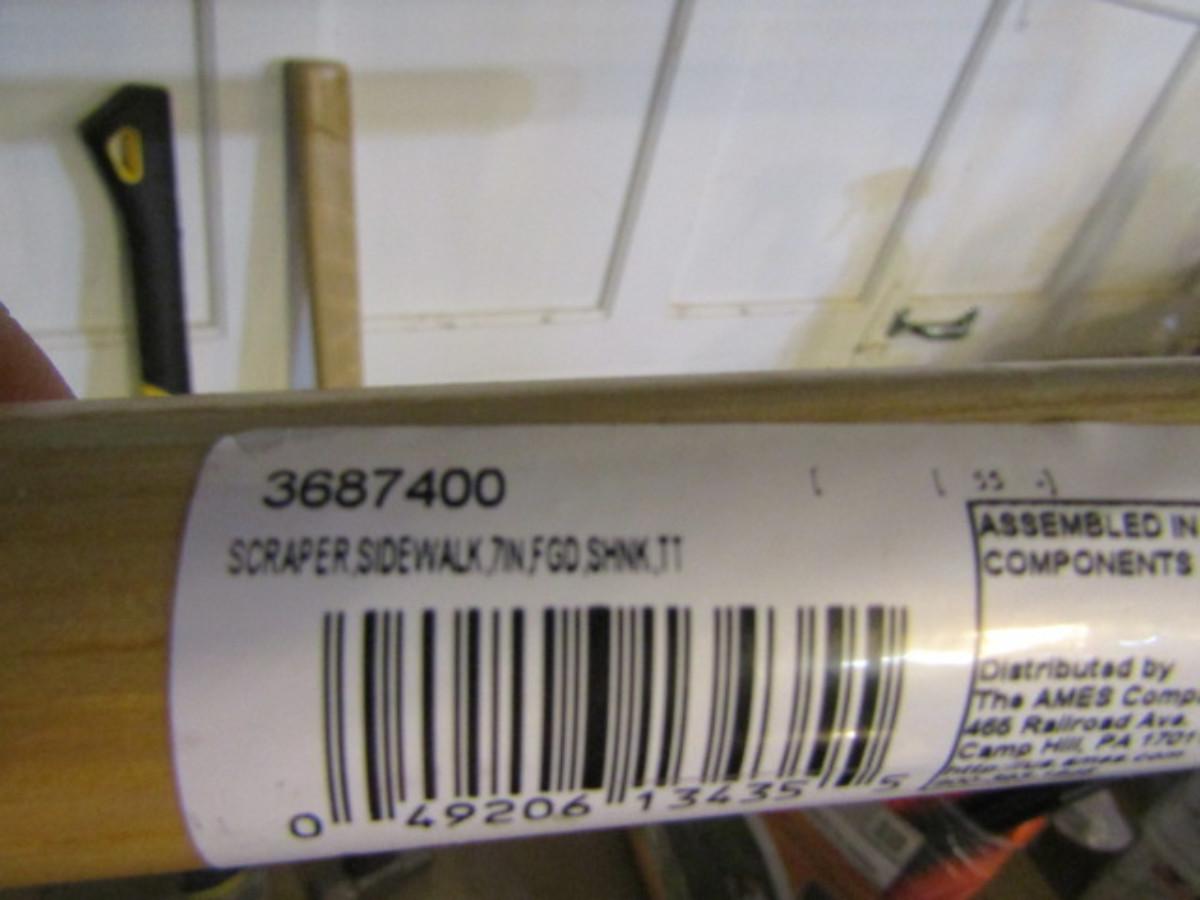 3687400
SCRAPER,SIDEWALK,7IN,FGD,SHNK,TT
0 49206 13435 5
ASSEMBLED IN
COMPONENTS
Distributed by
The AMES Comp
465 Railroad Ave.
Camp Hill, PA 1701